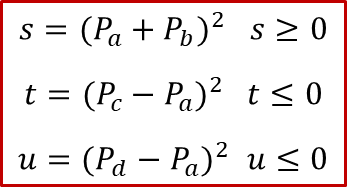 s = (P_a + P_b)² s ≥ 0
t = (P_c − P_a)² t ≤ 0
u = (P_d − P_a)² u ≤ 0